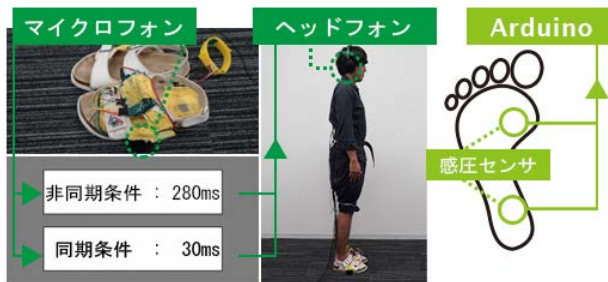 マイクロフォン
ヘッドフォン
Arduino
感圧センサ
非同期条件 : 280ms
同期条件 : 30ms